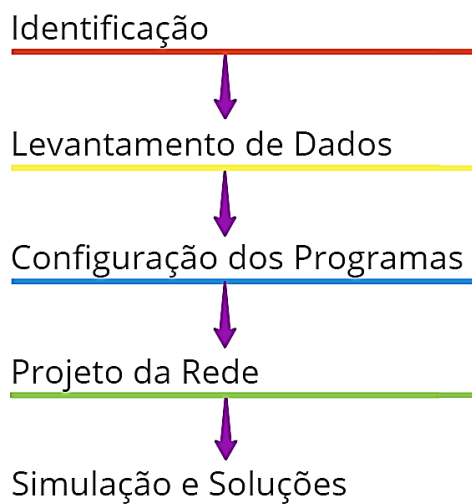 Identificação
Levantamento de Dados
Configuração dos Programas
Projeto da Rede
Simulação e Soluções